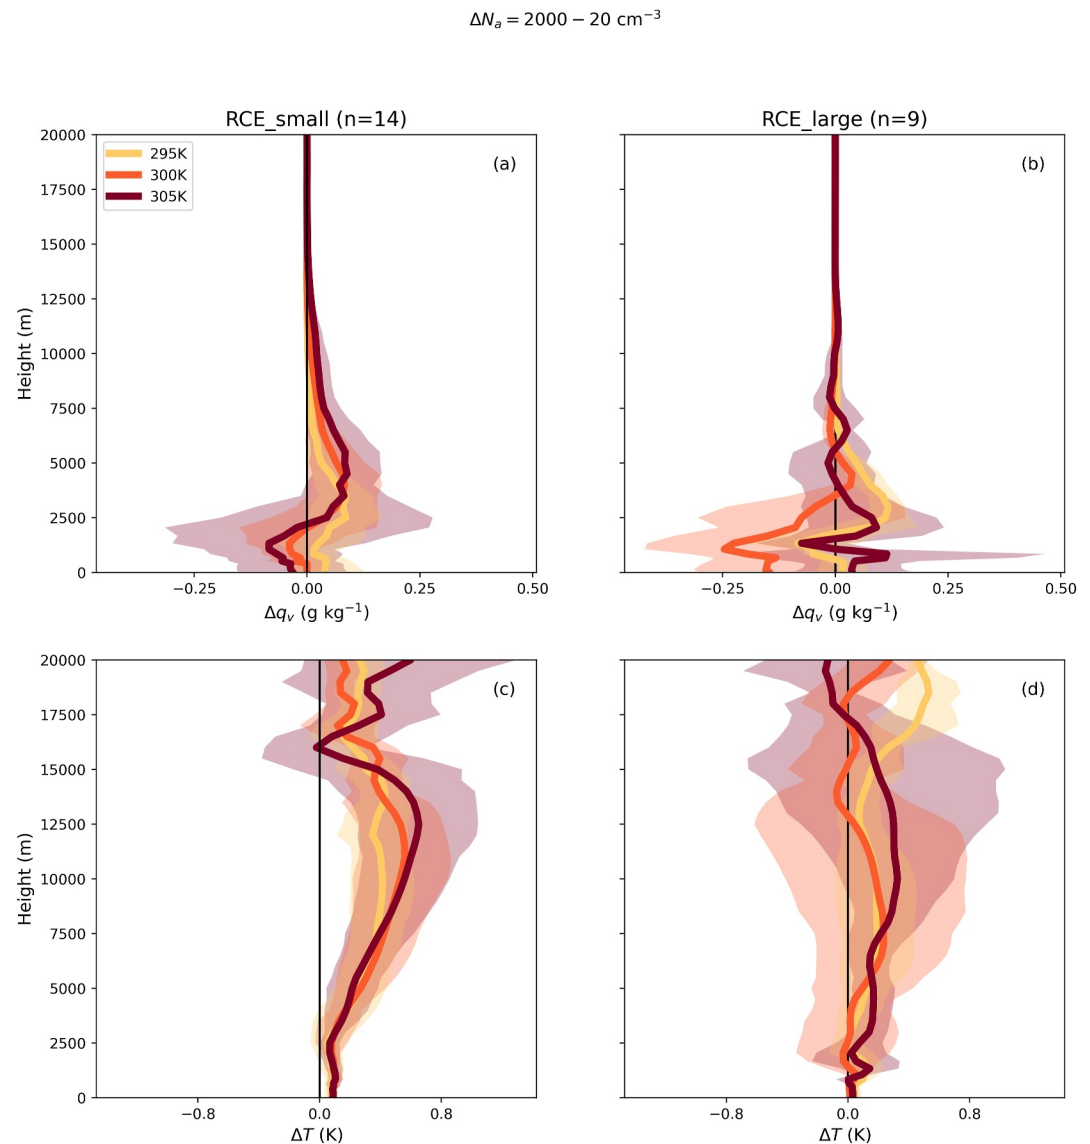 ΔNₐ = 2000 − 20 cm⁻³
RCE_small (n=14)
RCE_large (n=9)
20000
17500
15000
12500
10000
7500
5000
2500
0
Height (m)
295K
300K
305K
(a)
(b)
−0.25
0.00
0.25
0.50
−0.25
0.00
0.25
0.50
Δqᵥ (g kg⁻¹)
Δqᵥ (g kg⁻¹)
20000
17500
15000
12500
10000
7500
5000
2500
0
Height (m)
(c)
(d)
−0.8
0.0
0.8
−0.8
0.0
0.8
ΔT (K)
ΔT (K)